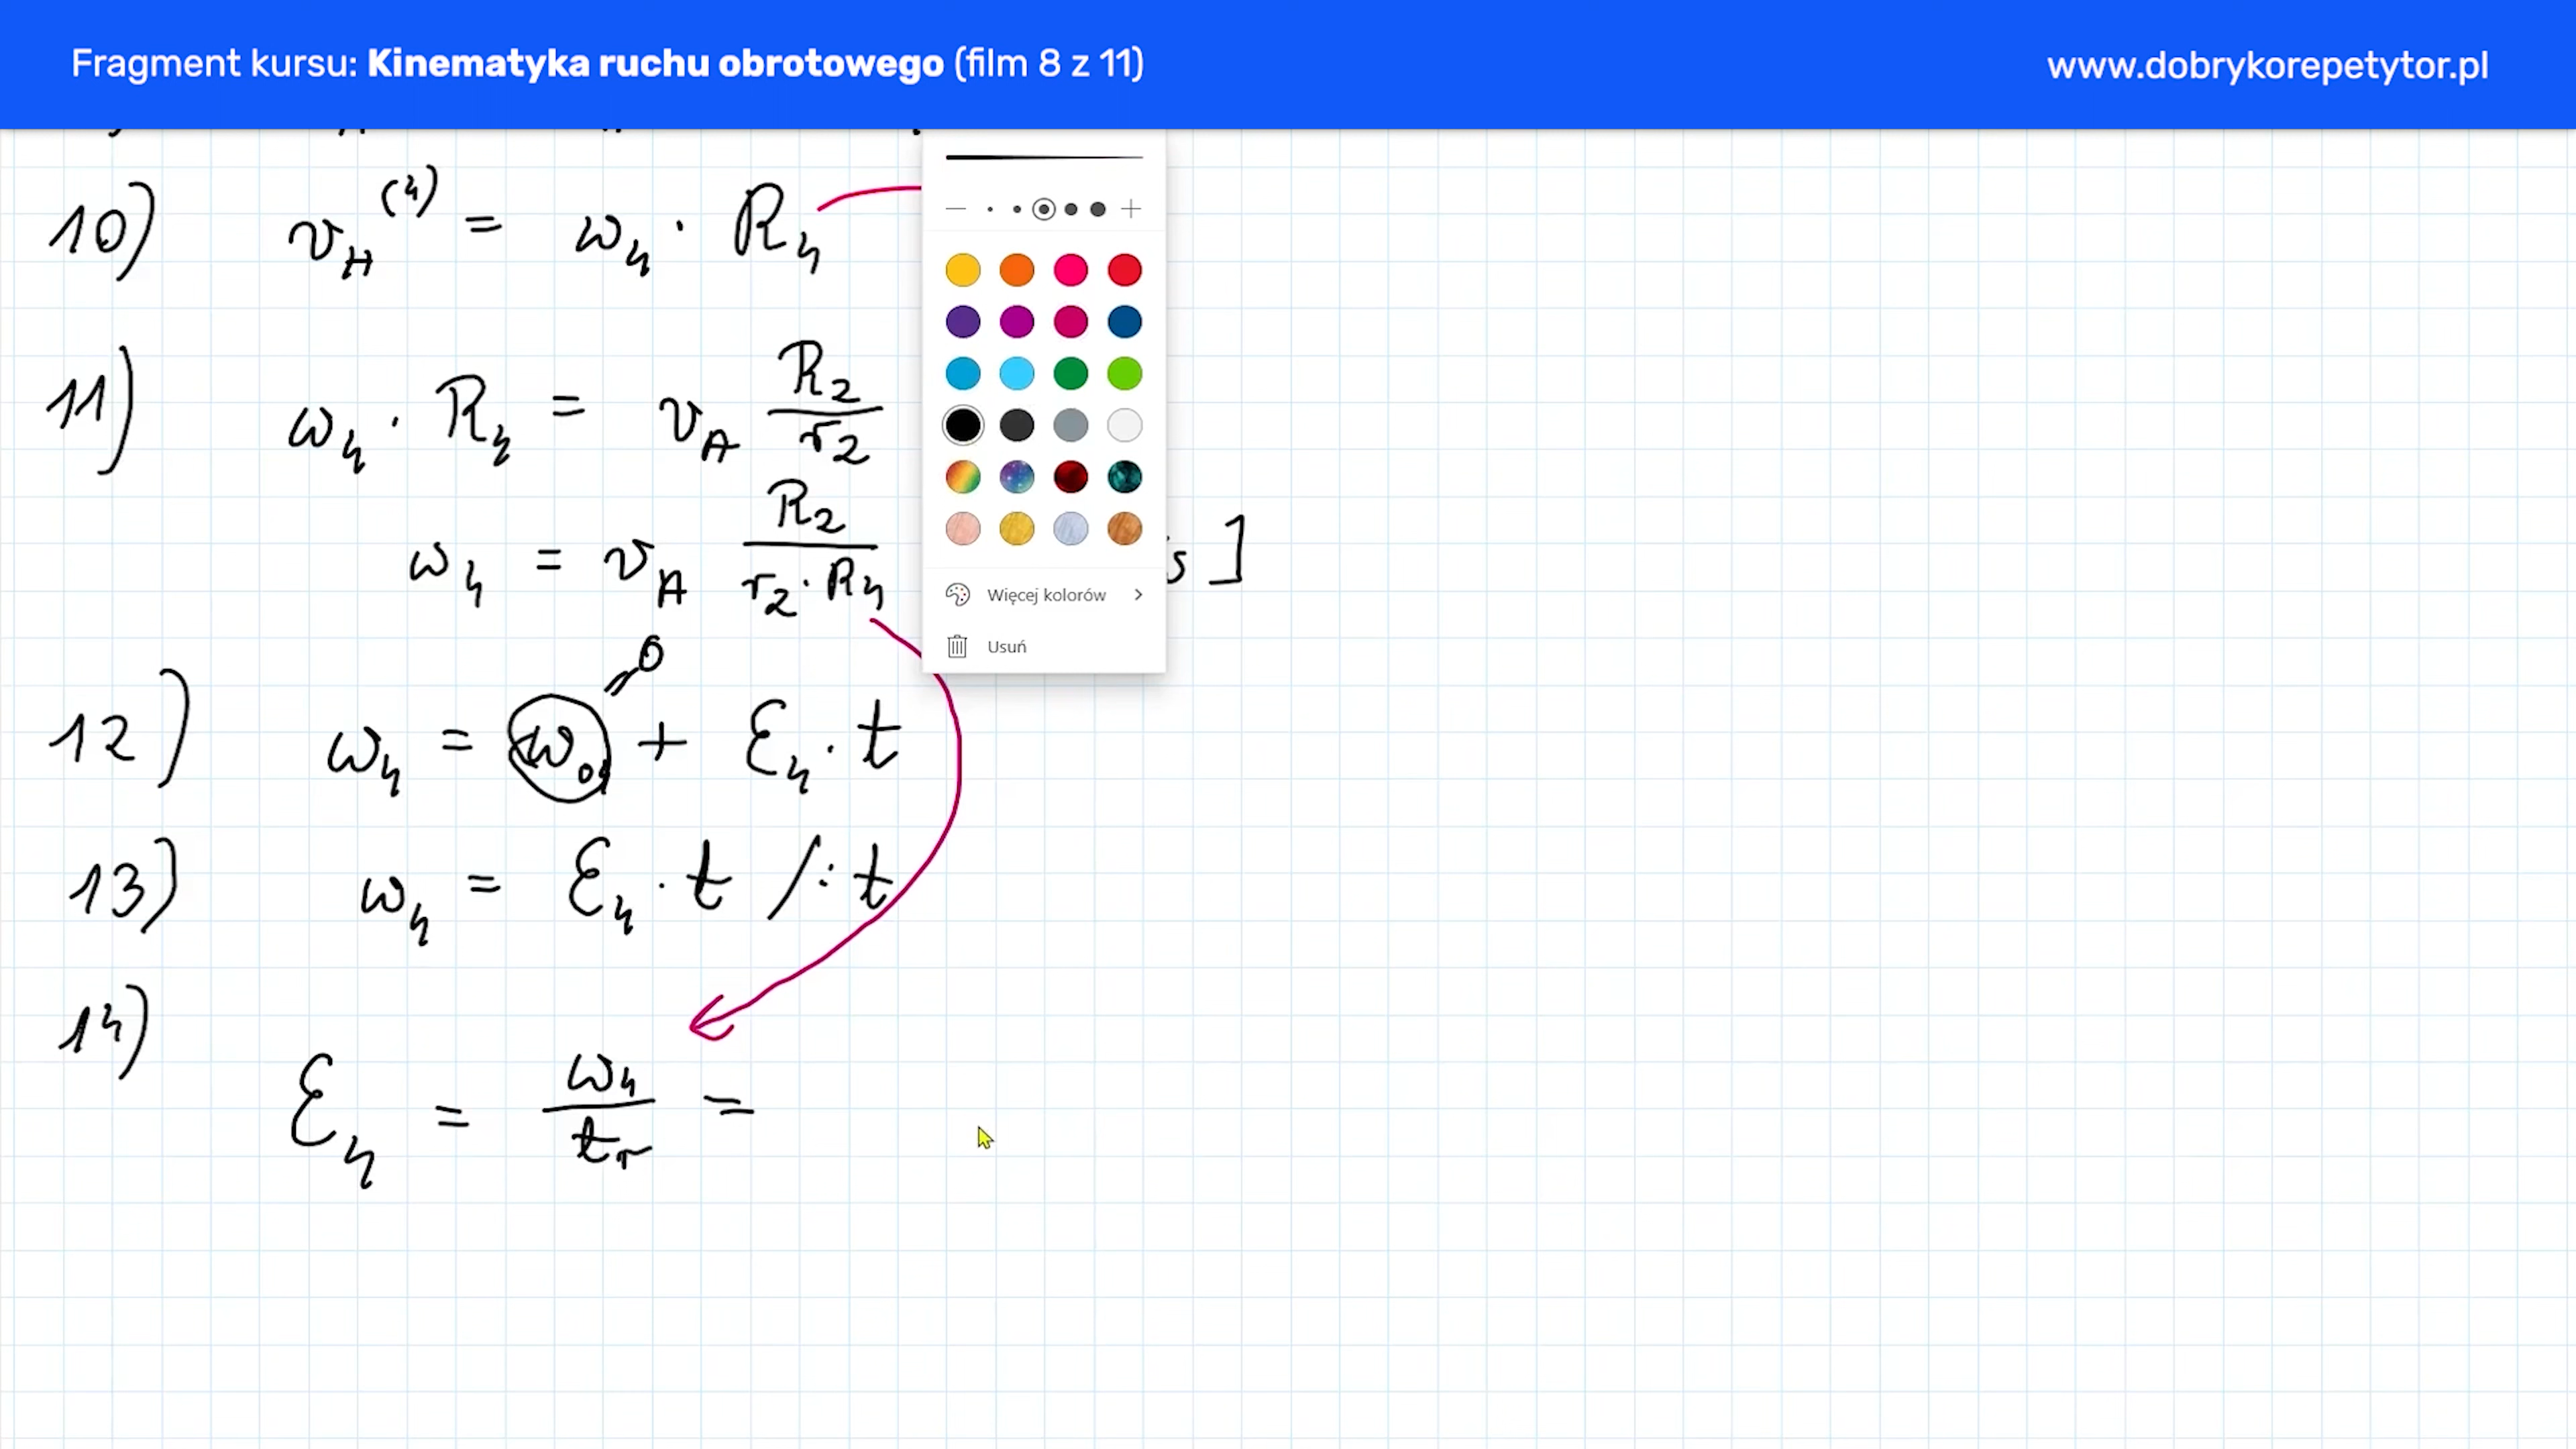 Fragment kursu: Kinematyka ruchu obrotowego (film 8 z 11)
www.dobrykorepetytor.pl
10) v_H^(4) = ω_4 · R_4
11) ω_4 · R_4 = v_A R_2 / r_2
ω_4 = v_A R_2 / r_2 · R_4 s ]
12) ω_4 = ω_04 + ε_4 · t
0
13) ω_4 = ε_4 · t /: t
14)
ε_4 = ω_4 / t_r =
Więcej kolorów
Usuń